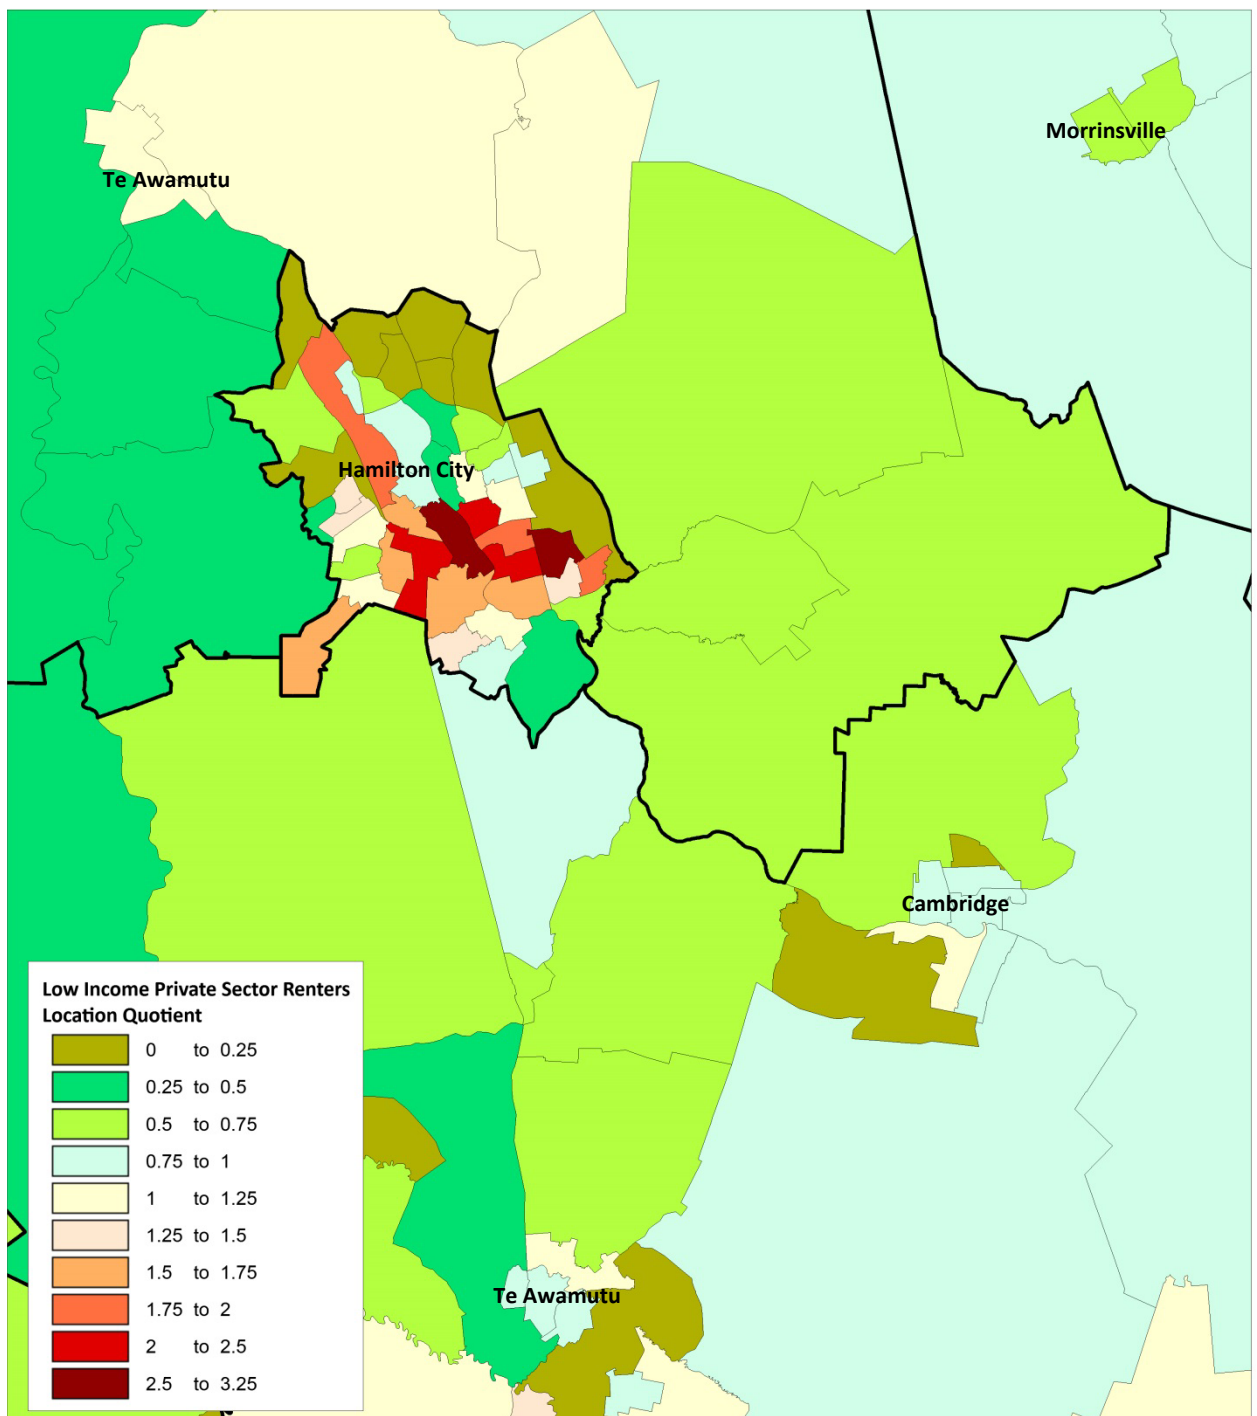 Morrinsville
Te Awamutu
Hamilton City
Cambridge
Low Income Private Sector Renters
Location Quotient
0 to 0.25
0.25 to 0.5
0.5 to 0.75
0.75 to 1
1 to 1.25
1.25 to 1.5
1.5 to 1.75
1.75 to 2
2 to 2.5
2.5 to 3.25
Te Awamutu